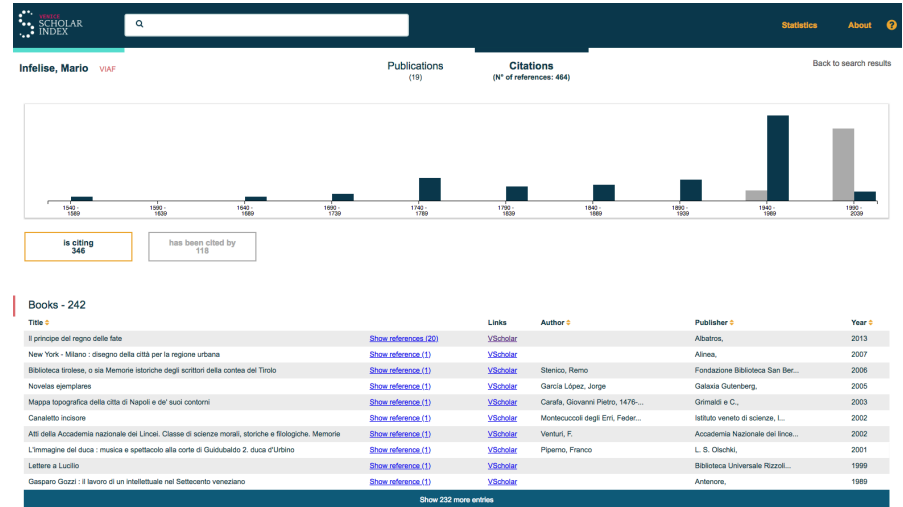 VENICE
SCHOLAR
INDEX
Statistics
About
?
Infelise, Mario VIAF
Publications
(19)
Citations
(N° of references: 464)
Back to search results
1540 - 1589
1590 - 1639
1640 - 1689
1690 - 1739
1740 - 1789
1790 - 1839
1840 - 1889
1890 - 1939
1940 - 1989
1990 - 2039
is citing
346
has been cited by
118
Books - 242
Title Links Author Publisher Year
Il principe del regno delle fate Show references (20) VScholar Albatros, 2013
New York - Milano : disegno della città per la regione urbana Show reference (1) VScholar Alinea, 2007
Biblioteca tirolese, o sia Memorie istoriche degli scrittori della contea del Tirolo Show reference (1) VScholar Stenico, Remo Fondazione Biblioteca San Ber... 2006
Novelas ejemplares Show reference (1) VScholar García López, Jorge Galaxia Gutenberg, 2005
Mappa topografica della citta di Napoli e de' suoi contorni Show reference (1) VScholar Carafa, Giovanni Pietro, 1476-... Grimaldi e C., 2003
Canaletto incisore Show reference (1) VScholar Montecuccoli degli Erri, Feder... Istituto veneto di scienze, l... 2002
Atti della Accademia nazionale dei Lincei. Classe di scienze morali, storiche e filologiche. Memorie Show reference (1) VScholar Venturi, F. Accademia Nazionale dei lince... 2002
L'immagine del duca : musica e spettacolo alla corte di Guidubaldo 2. duca d'Urbino Show reference (1) VScholar Piperno, Franco L. S. Olschki, 2001
Lettere a Lucilio Show reference (1) VScholar Biblioteca Universale Rizzoli... 1999
Gasparo Gozzi : il lavoro di un intellettuale nel Settecento veneziano Show reference (1) VScholar Antenore, 1989
Show 232 more entries